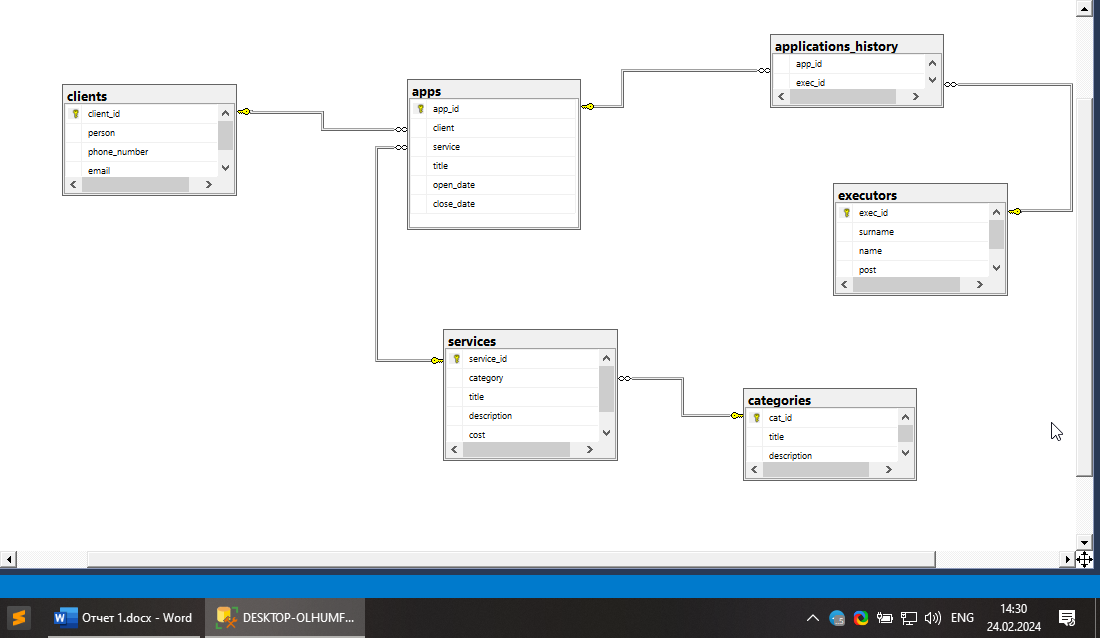 applications_history
app_id
exec_id
clients
client_id
person
phone_number
email
apps
app_id
client
service
title
open_date
close_date
executors
exec_id
surname
name
post
services
service_id
category
title
description
cost
categories
cat_id
title
description
Отчет 1.docx - Word
DESKTOP-OLHUMF...
ENG
14:30
24.02.2024